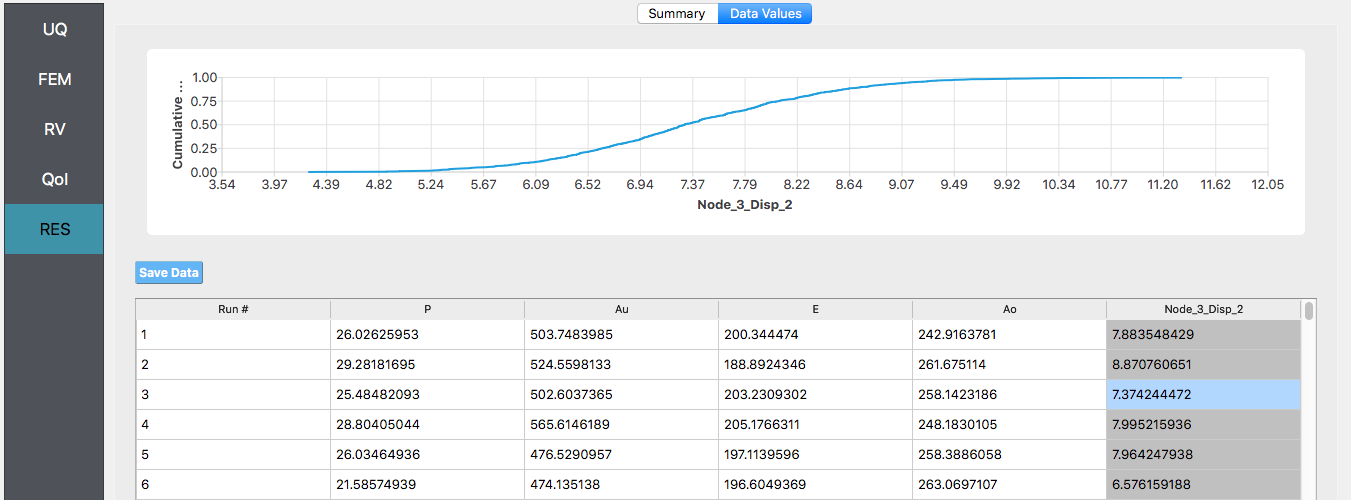 UQ
FEM
RV
QoI
RES
Summary Data Values
1.00
0.75
0.50
0.25
0.00
Cumulative ...
3.54 3.97 4.39 4.82 5.24 5.67 6.09 6.52 6.94 7.37 7.79 8.22 8.64 9.07 9.49 9.92 10.34 10.77 11.20 11.62 12.05
Node_3_Disp_2
Save Data
Run # P Au E Ao Node_3_Disp_2
1 26.02625953 503.7483985 200.344474 242.9163781 7.883548429
2 29.28181695 524.5598133 188.8924346 261.675114 8.870760651
3 25.48482093 502.6037365 203.2309302 258.1423186 7.374244472
4 28.80405044 565.6146189 205.1766311 248.1830105 7.995215936
5 26.03464936 476.5290957 197.1139596 258.3886058 7.964247938
6 21.58574939 474.135138 196.6049369 263.0697107 6.576159188